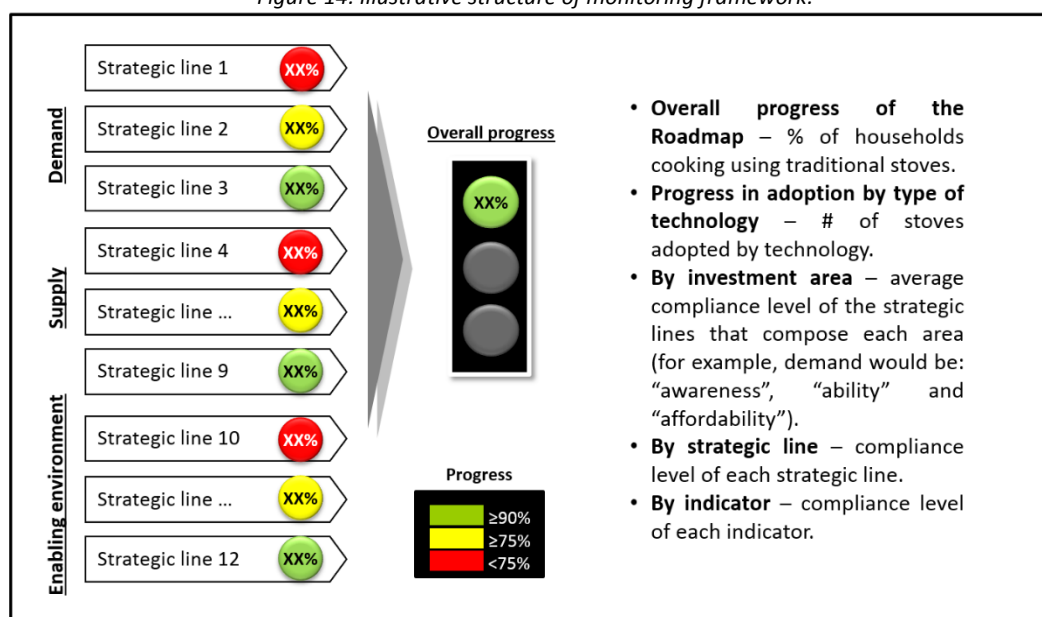 Figure 14: Illustrative structure of monitoring framework.
Demand
Strategic line 1 XX%
Strategic line 2 XX%
Strategic line 3 XX%
Supply
Strategic line 4 XX%
Strategic line ... XX%
Strategic line 9 XX%
Enabling environment
Strategic line 10 XX%
Strategic line ... XX%
Strategic line 12 XX%
Overall progress
XX%
Progress
≥90%
≥75%
<75%
• Overall progress of the
Roadmap – % of households
cooking using traditional stoves.
• Progress in adoption by type of
technology – # of stoves
adopted by technology.
• By investment area – average
compliance level of the strategic
lines that compose each area
(for example, demand would be:
“awareness”, “ability” and
“affordability”).
• By strategic line – compliance
level of each strategic line.
• By indicator – compliance level
of each indicator.